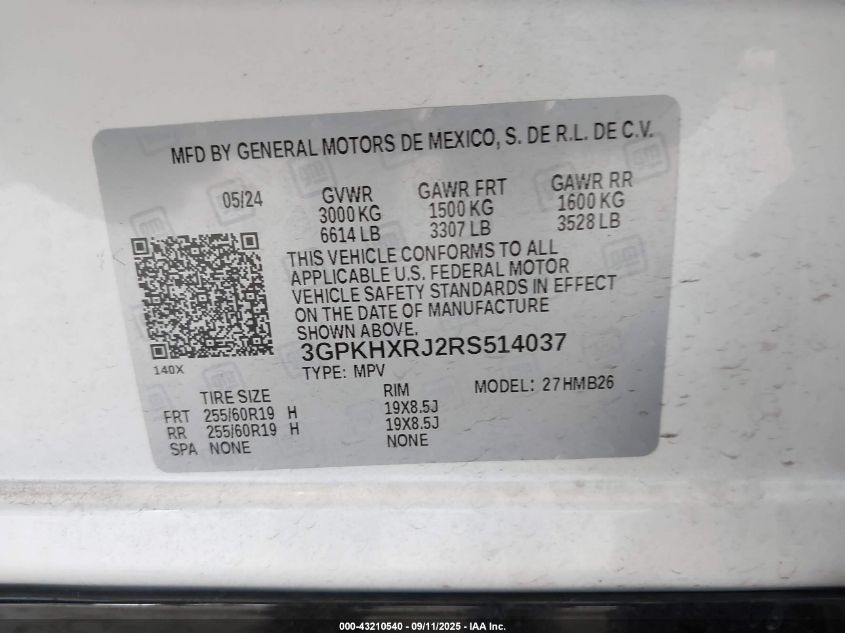 MFD BY GENERAL MOTORS DE MEXICO, S. DE R.L. DE C.V.
05/24 GVWR GAWR FRT GAWR RR
3000 KG 1500 KG 1600 KG
6614 LB 3307 LB 3528 LB
THIS VEHICLE CONFORMS TO ALL
APPLICABLE U.S. FEDERAL MOTOR
VEHICLE SAFETY STANDARDS IN EFFECT
ON THE DATE OF MANUFACTURE
SHOWN ABOVE.
3GPKHXRJ2RS514037
140X TYPE: MPV MODEL: 27HMB26
TIRE SIZE RIM
FRT 255/60R19 H 19X8.5J
RR 255/60R19 H 19X8.5J
SPA NONE NONE
000-43210540 - 09/11/2025 - IAA Inc.